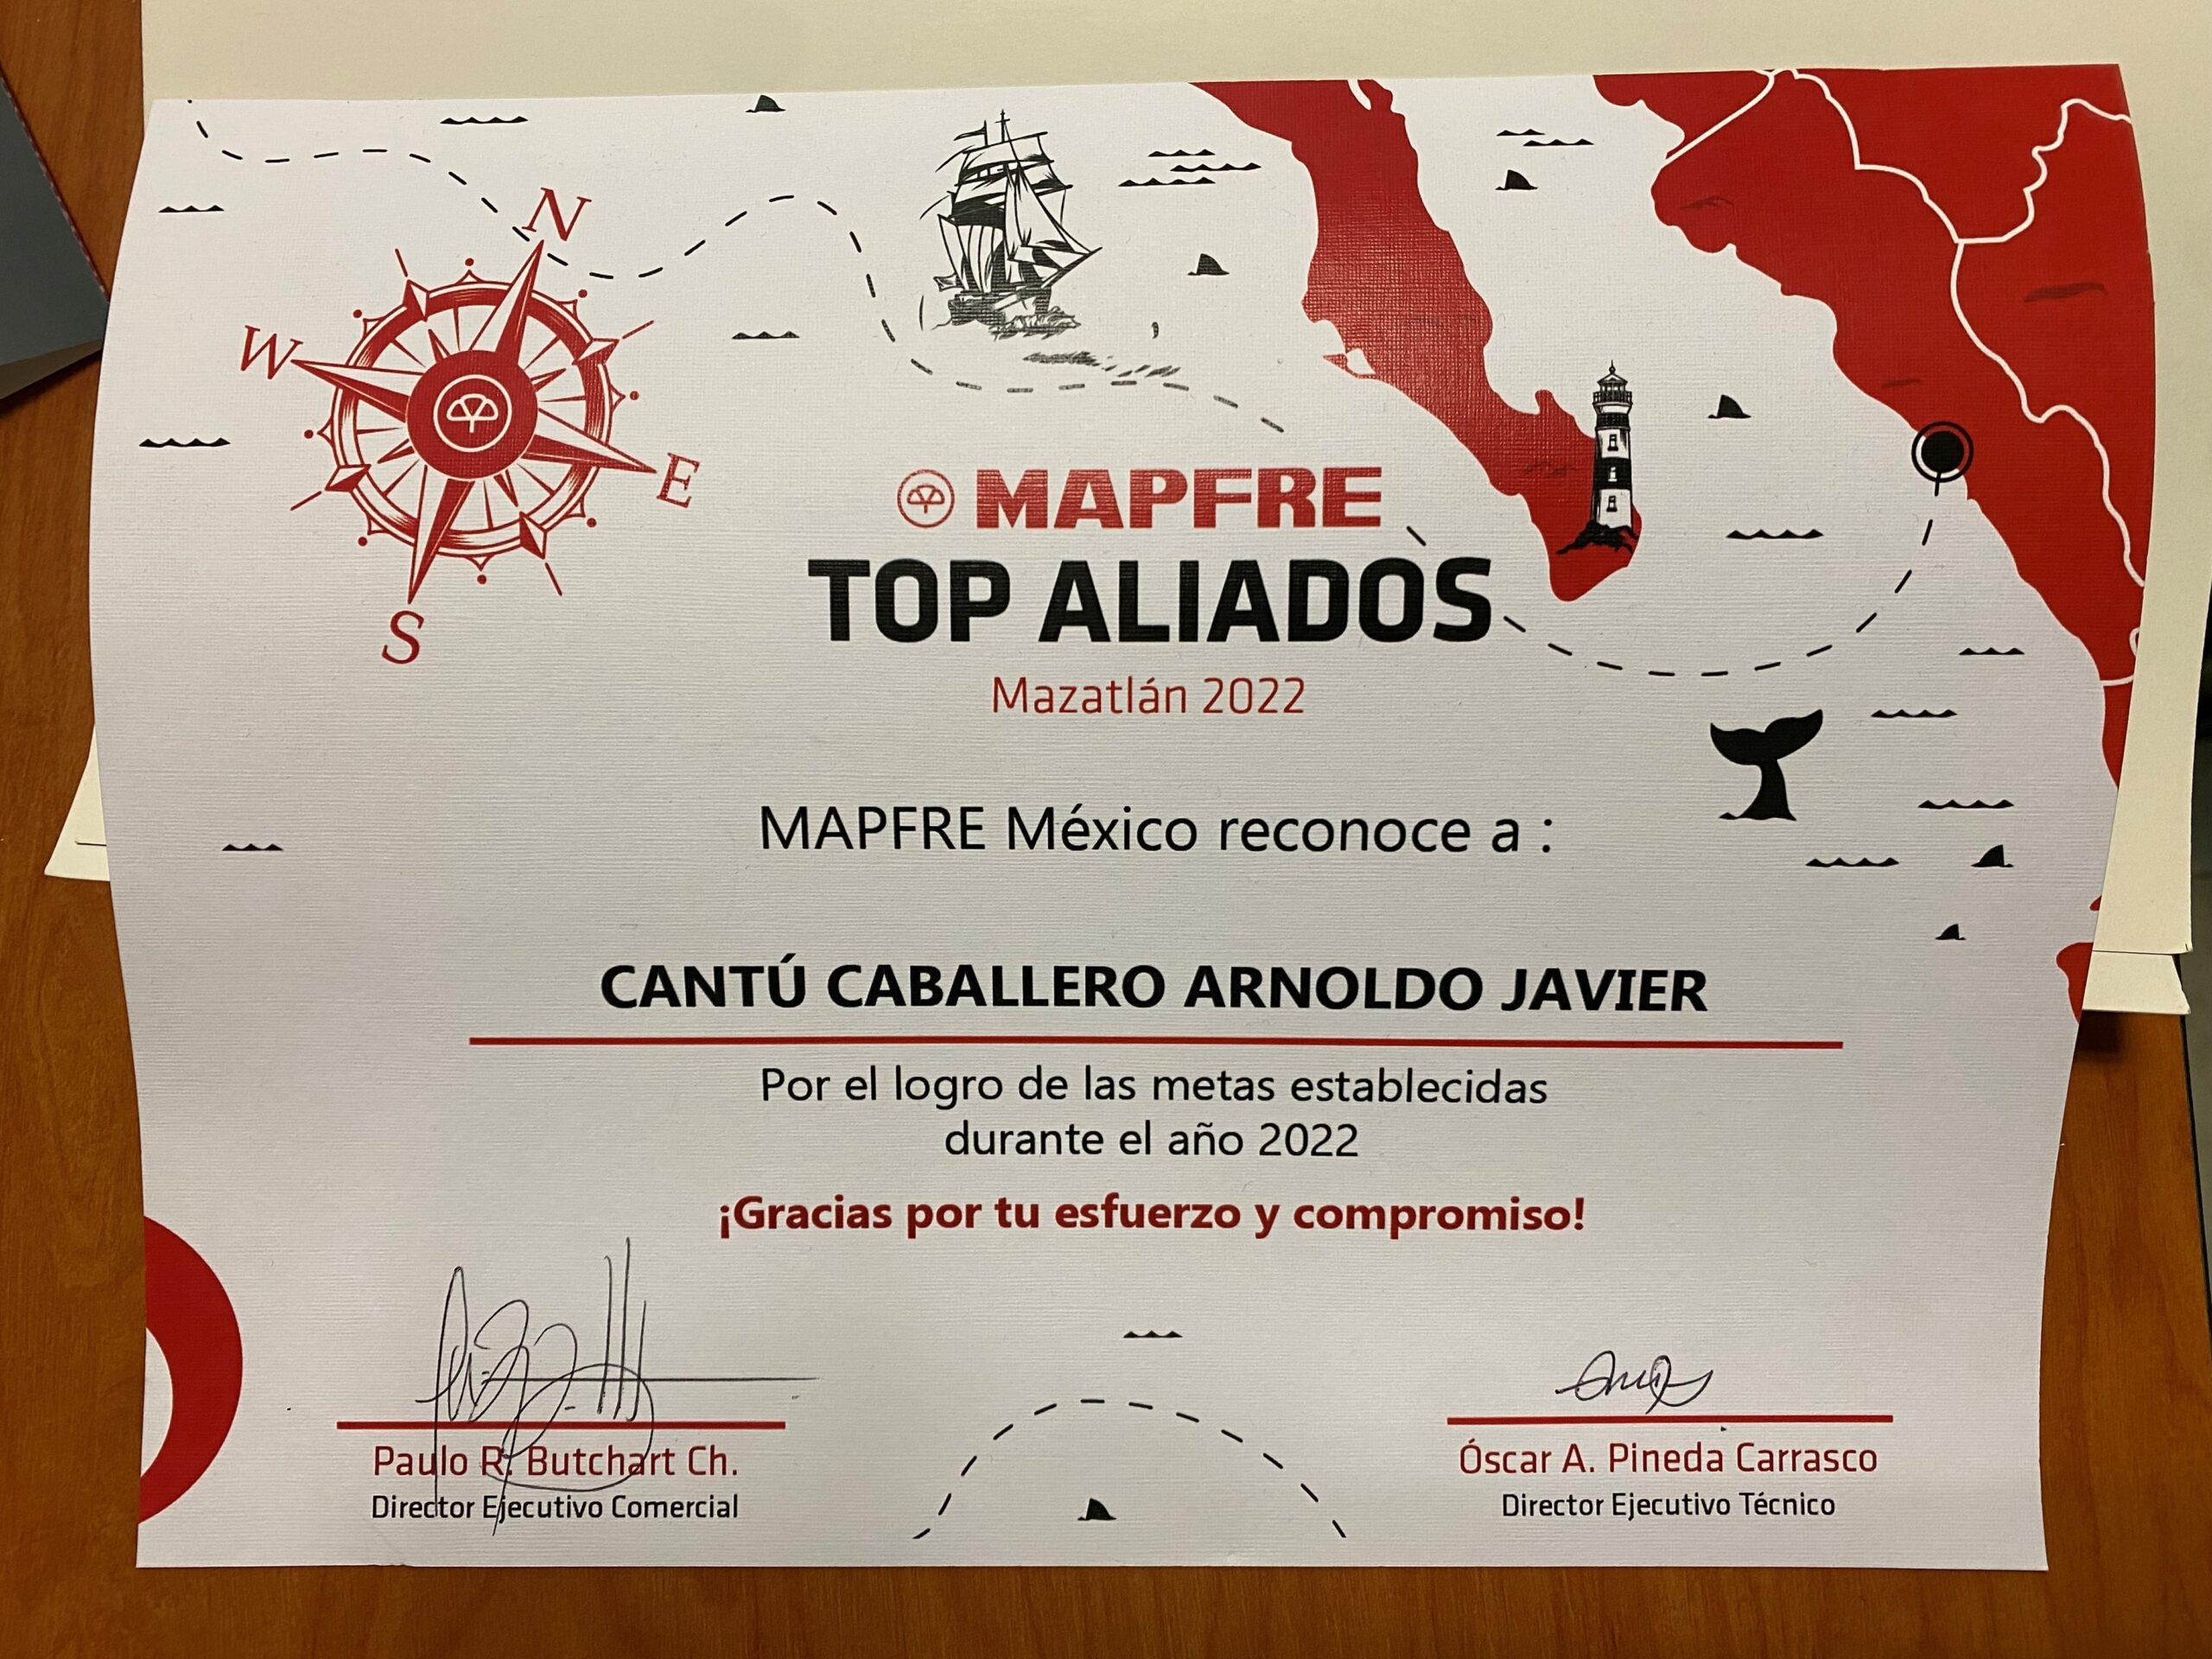 N
W
E
S
MAPFRE
TOP ALIADOS
Mazatlán 2022
MAPFRE México reconoce a :
CANTÚ CABALLERO ARNOLDO JAVIER
Por el logro de las metas establecidas
durante el año 2022
¡Gracias por tu esfuerzo y compromiso!
Paulo R. Butchart Ch.
Director Ejecutivo Comercial
Óscar A. Pineda Carrasco
Director Ejecutivo Técnico